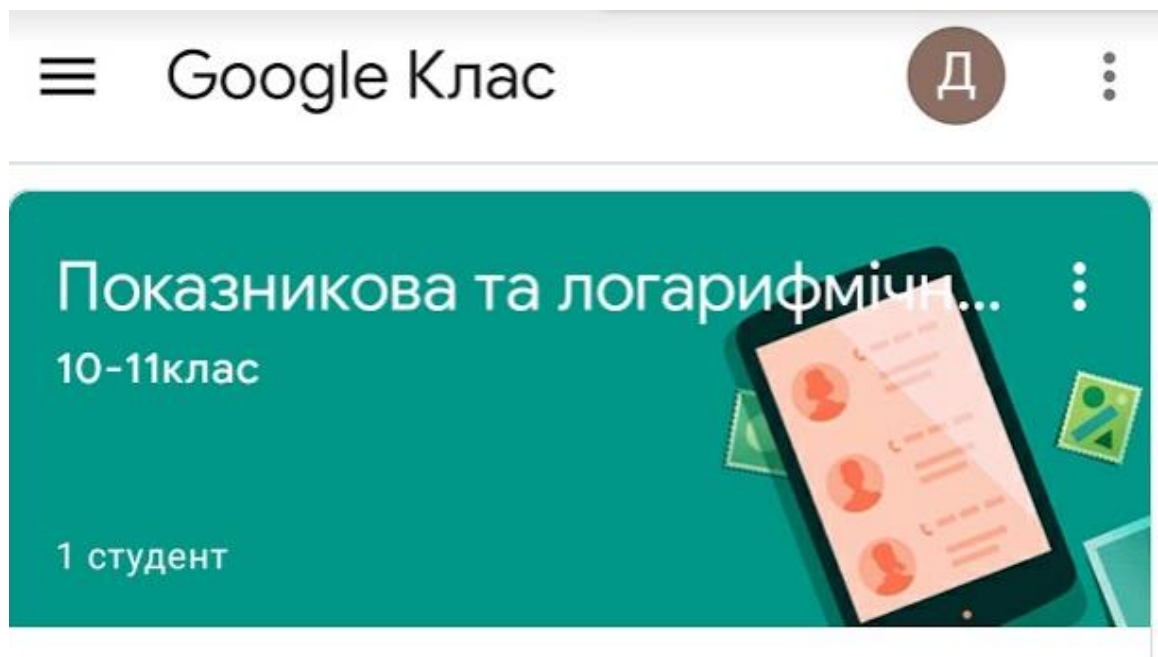 Google Клас
Д
Показникова та логарифмічн...
10-11клас
1 студент